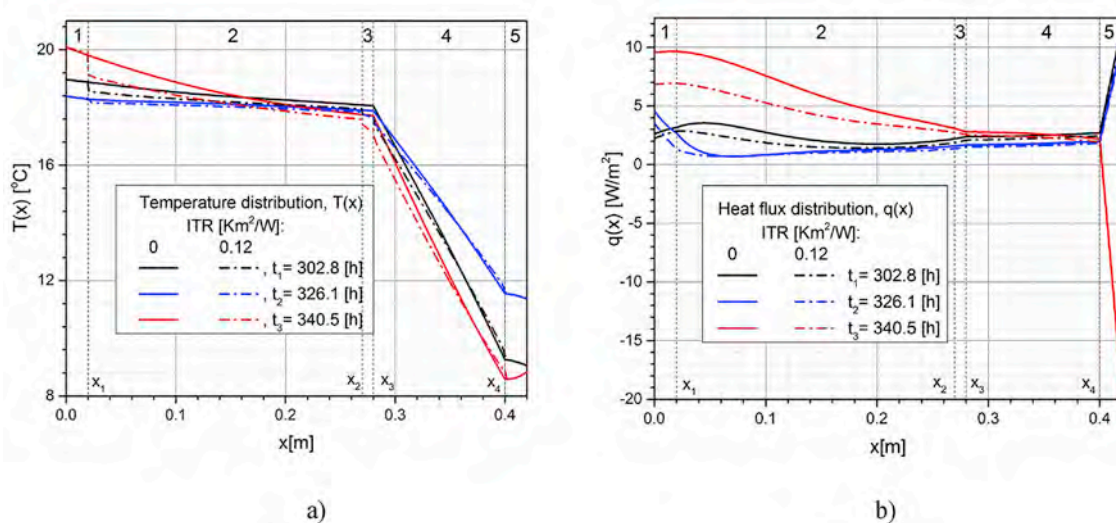 1 2 3 4 5
20
16
12
8
T(x) [°C]
Temperature distribution, T(x)
ITR [Km²/W]:
0 0.12
, t₁= 302.8 [h]
, t₂= 326.1 [h]
, t₃= 340.5 [h]
x₁ x₂ x₃ x₄
0.0 0.1 0.2 0.3 0.4
x[m]
a)
1 2 3 4 5
10
5
0
-5
-10
-15
-20
q(x) [W/m²]
Heat flux distribution, q(x)
ITR [Km²/W]:
0 0.12
t₁= 302.8 [h]
t₂= 326.1 [h]
t₃= 340.5 [h]
x₁ x₂ x₃ x₄
0.0 0.1 0.2 0.3 0.4
x[m]
b)